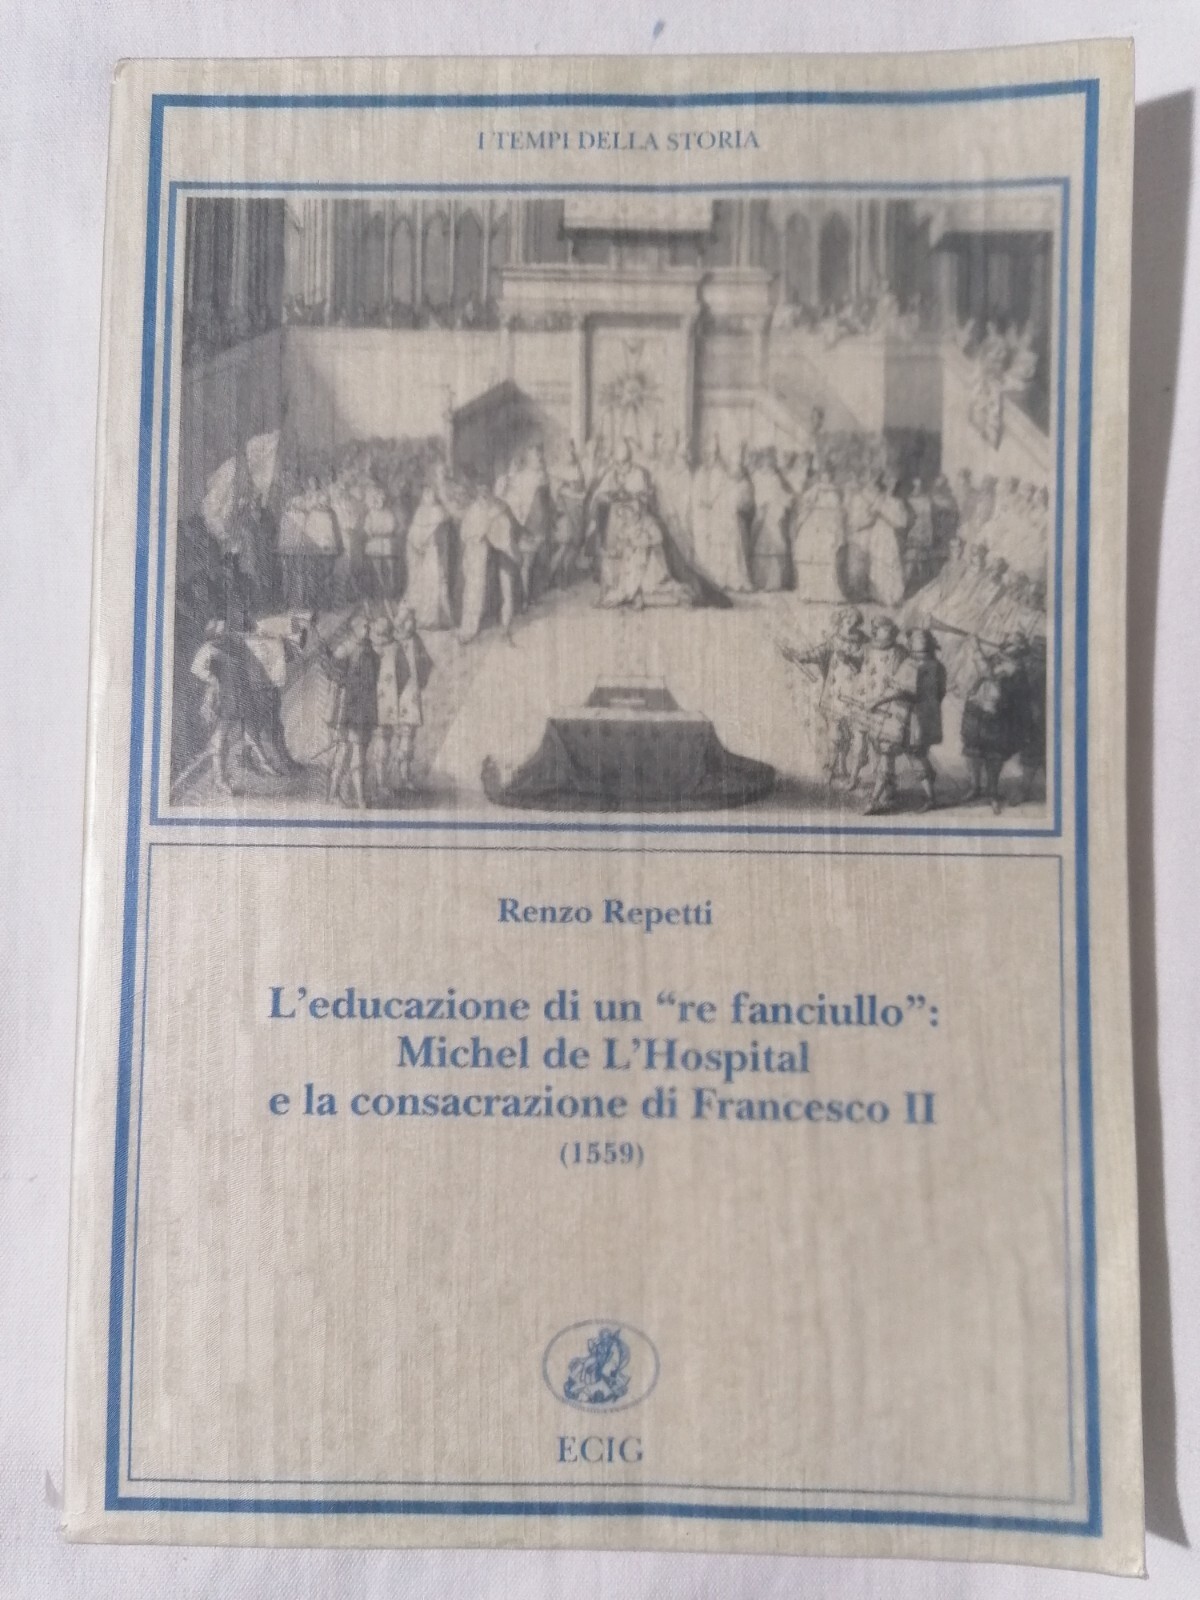 I TEMPI DELLA STORIA
Renzo Repetti
L'educazione di un “re fanciullo”:
Michel de L'Hospital
e la consacrazione di Francesco II
(1559)
ECIG